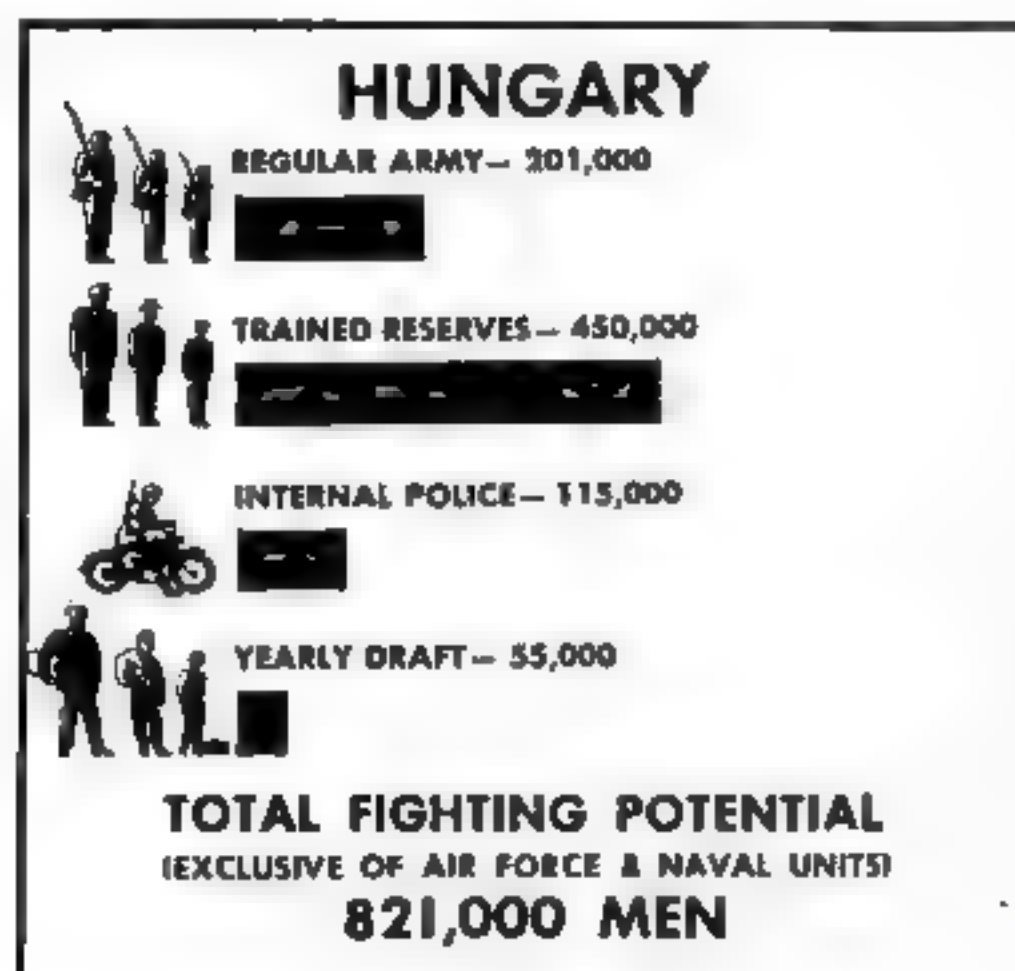 HUNGARY
REGULAR ARMY— 201,000
TRAINED RESERVES— 450,000
INTERNAL POLICE— 115,000
YEARLY DRAFT— 55,000
TOTAL FIGHTING POTENTIAL
(EXCLUSIVE OF AIR FORCE & NAVAL UNITS)
821,000 MEN